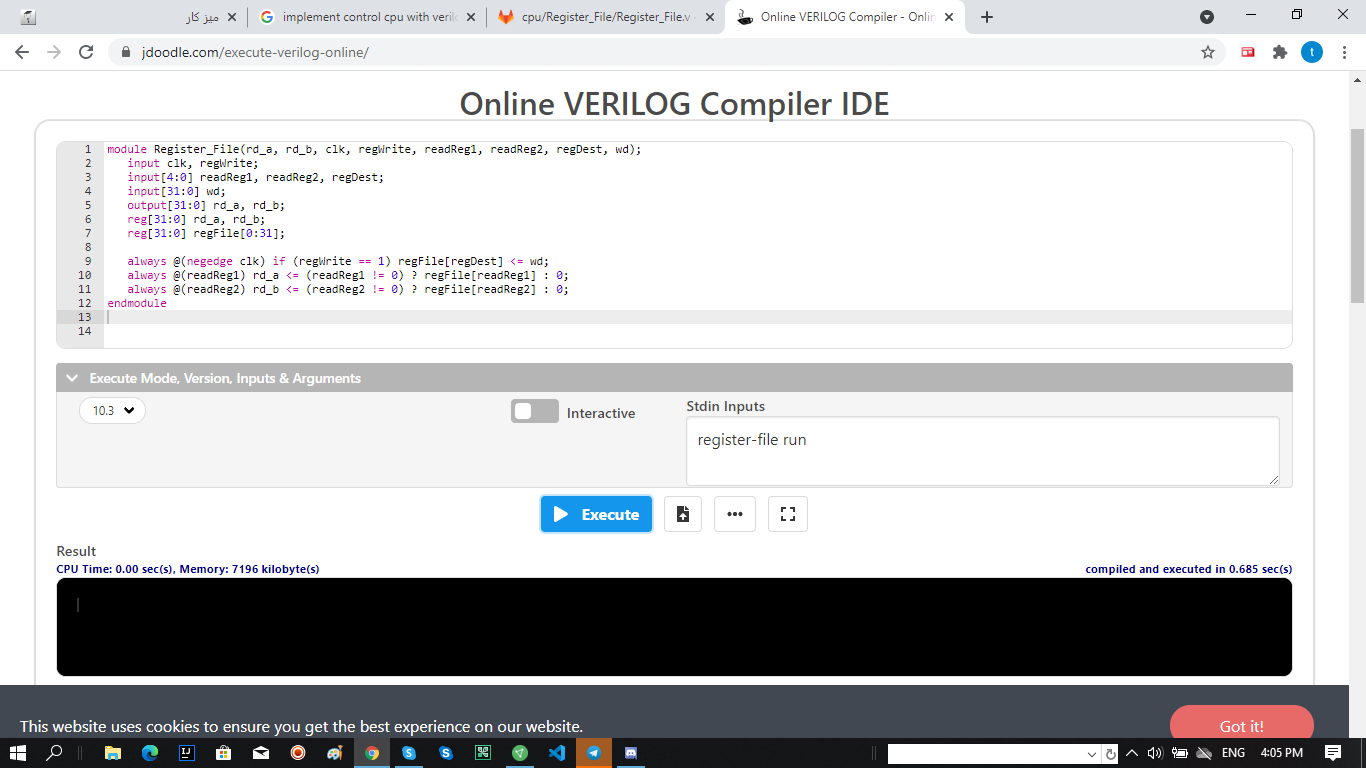 میز کار
implement control cpu with veril
cpu/Register_File/Register_File.v
Online VERILOG Compiler - Onlin
jdoodle.com/execute-verilog-online/
t
Online VERILOG Compiler IDE
1 module Register_File(rd_a, rd_b, clk, regWrite, readReg1, readReg2, regDest, wd);
2 input clk, regWrite;
3 input[4:0] readReg1, readReg2, regDest;
4 input[31:0] wd;
5 output[31:0] rd_a, rd_b;
6 reg[31:0] rd_a, rd_b;
7 reg[31:0] regFile[0:31];
8
9 always @(negedge clk) if (regWrite == 1) regFile[regDest] <= wd;
10 always @(readReg1) rd_a <= (readReg1 != 0) ? regFile[readReg1] : 0;
11 always @(readReg2) rd_b <= (readReg2 != 0) ? regFile[readReg2] : 0;
12 endmodule
13
14
Execute Mode, Version, Inputs & Arguments
10.3
Interactive
Stdin Inputs
register-file run
Execute
Result
CPU Time: 0.00 sec(s), Memory: 7196 kilobyte(s)
compiled and executed in 0.685 sec(s)
This website uses cookies to ensure you get the best experience on our website.
Got it!
ENG
4:05 PM